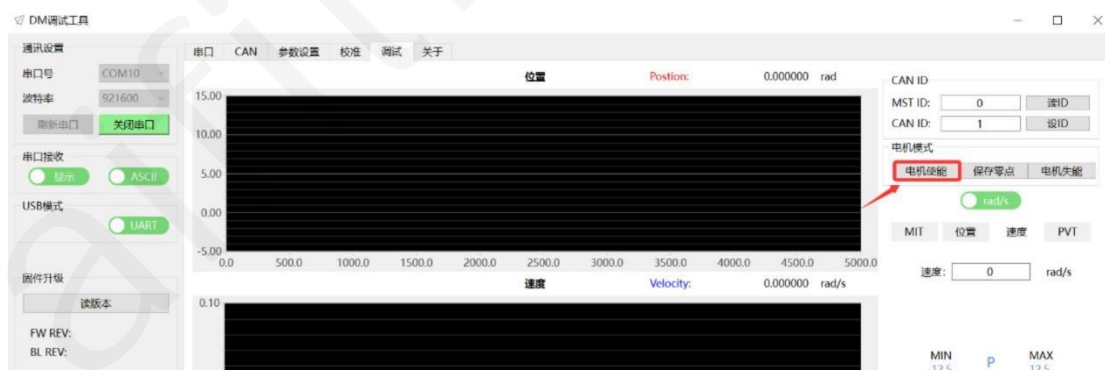 DM调试工具
通讯设置
串口号 COM10
波特率 921600
刷新串口 关闭串口
串口接收
显示 ASCII
USB模式
UART
固件升级
读版本
FW REV:
BL REV:
串口 CAN 参数设置 校准 调试 关于
位置 Postion: 0.000000 rad
15.00
10.00
5.00
0.00
-5.00
0.0 500.0 1000.0 1500.0 2000.0 2500.0 3000.0 3500.0 4000.0 4500.0 5000.0
速度 Velocity: 0.000000 rad/s
0.10
CAN ID
MST ID: 0 读ID
CAN ID: 1 设ID
电机模式
电机使能 保存零点 电机失能
rad/s
MIT 位置 速度 PVT
速度: 0 rad/s
MIN P MAX
-12.5 12.5